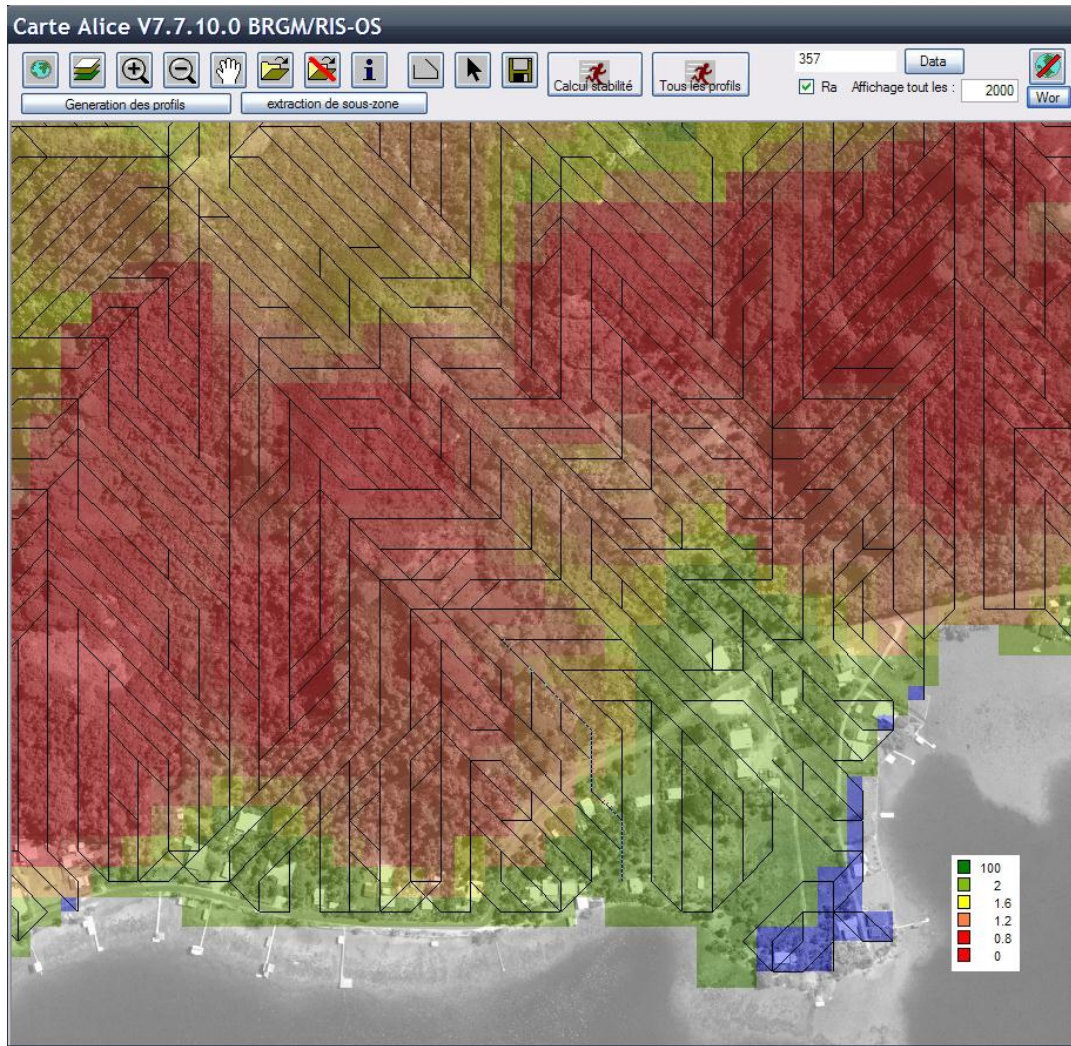 Carte Alice V7.7.10.0 BRGM/RIS-OS
Calcul stabilité
Tous les profils
357
Data
Ra Affichage tout les : 2000
Wor
Generation des profils
extraction de sous-zone
100
2
1.6
1.2
0.8
0